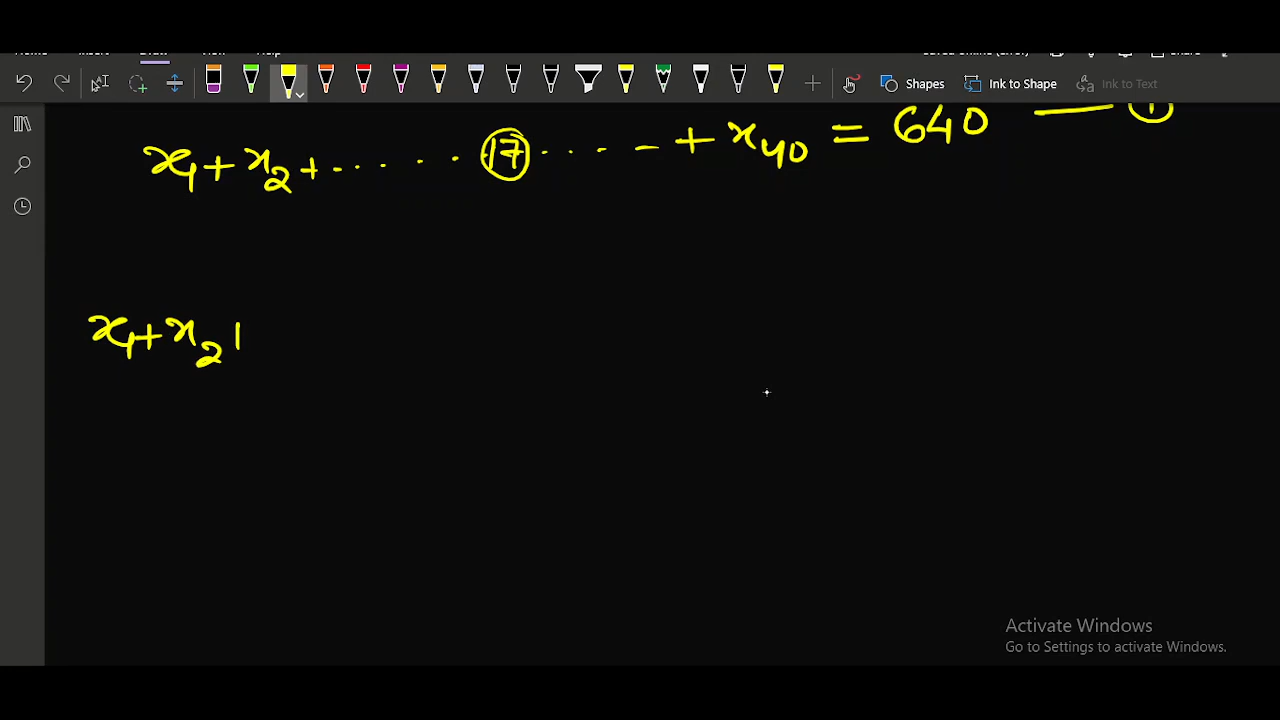 Ink to Shape
Shapes
Ink to Text
x₁+x₂+.....17....-+x₄₀=640 — 1
x₁+x₂|
Activate Windows
Go to Settings to activate Windows.